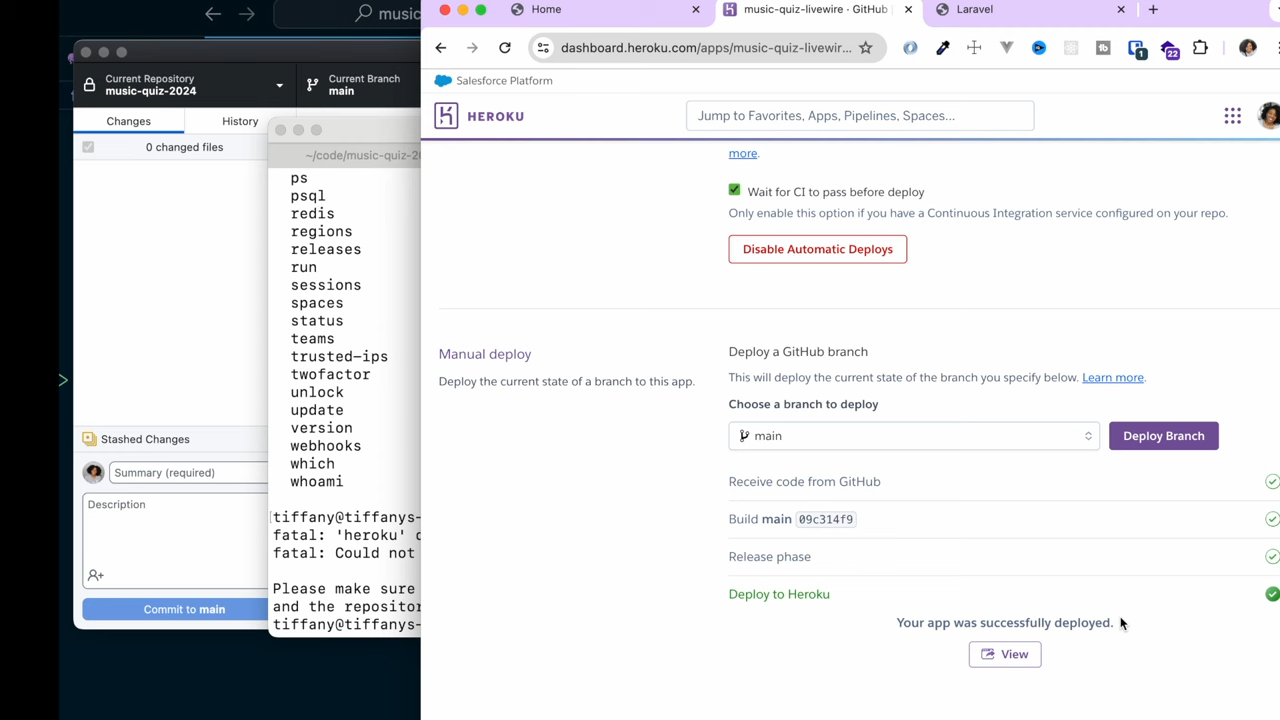 music
Current Repository
music-quiz-2024
Current Branch
main
Changes
History
0 changed files
Stashed Changes
Summary (required)
Description
Commit to main
~/code/music-quiz-20
ps
psql
redis
regions
releases
run
sessions
spaces
status
teams
trusted-ips
twofactor
unlock
update
version
webhooks
which
whoami
tiffany@tiffanys-
fatal: 'heroku' d
fatal: Could not
Please make sure
and the repositor
tiffany@tiffanys-
Home
music-quiz-livewire · GitHub
Laravel
dashboard.heroku.com/apps/music-quiz-livewir...
1
22
Salesforce Platform
HEROKU
Jump to Favorites, Apps, Pipelines, Spaces...
more.
Wait for CI to pass before deploy
Only enable this option if you have a Continuous Integration service configured on your repo.
Disable Automatic Deploys
Manual deploy
Deploy the current state of a branch to this app.
Deploy a GitHub branch
This will deploy the current state of the branch you specify below. Learn more.
Choose a branch to deploy
main
Deploy Branch
Receive code from GitHub
Build main 09c314f9
Release phase
Deploy to Heroku
Your app was successfully deployed.
View